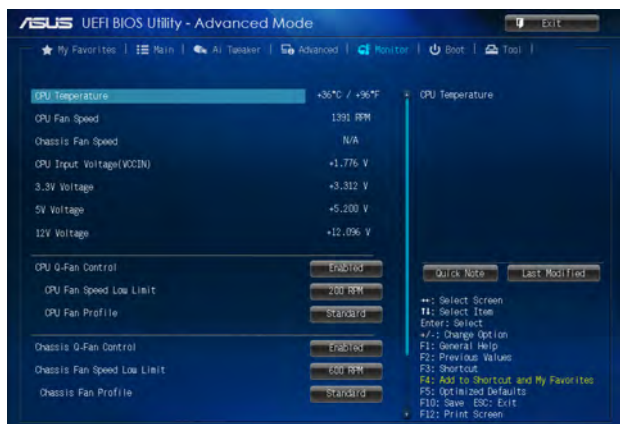 ASUS UEFI BIOS Utility - Advanced Mode
Exit
My Favorites | Main | Ai Tweaker | Advanced | Monitor | Boot | Tool |
CPU Temperature +36°C / +96°F
CPU Temperature
CPU Fan Speed 1391 RPM
Chassis Fan Speed N/A
CPU Input Voltage(VCCIN) +1.776 V
3.3V Voltage +3.312 V
5V Voltage +5.200 V
12V Voltage +12.096 V
CPU Q-Fan Control Enabled
CPU Fan Speed Low Limit 200 RPM
CPU Fan Profile Standard
Chassis Q-Fan Control Enabled
Chassis Fan Speed Low Limit 600 RPM
Chassis Fan Profile Standard
Quick Note Last Modified
↔: Select Screen
↑↓: Select Item
Enter: Select
+/-: Change Option
F1: General Help
F2: Previous Values
F3: Shortcut
F4: Add to Shortcut and My Favorites
F5: Optimized Defaults
F10: Save ESC: Exit
F12: Print Screen